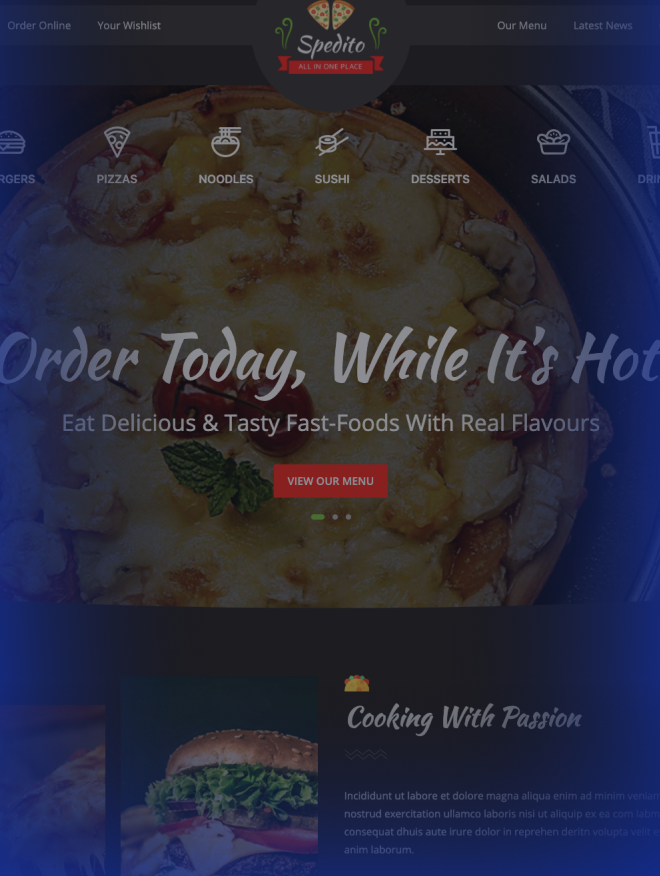 Order Online
Your Wishlist
Our Menu
Latest News
Spedito
ALL IN ONE PLACE
RGERS
PIZZAS
NOODLES
SUSHI
DESSERTS
SALADS
DRIN
Order Today, While It's Hot
Eat Delicious & Tasty Fast-Foods With Real Flavours
VIEW OUR MENU
Cooking With Passion
Incididunt ut labore et dolore magna aliqua enim ad minim veniam
nostrud exercitation ullamco laboris nisi ut aliquip ex ea com
consequat dhuis aute irure dolor in reprehen deritn volupta velit
anim laborum.